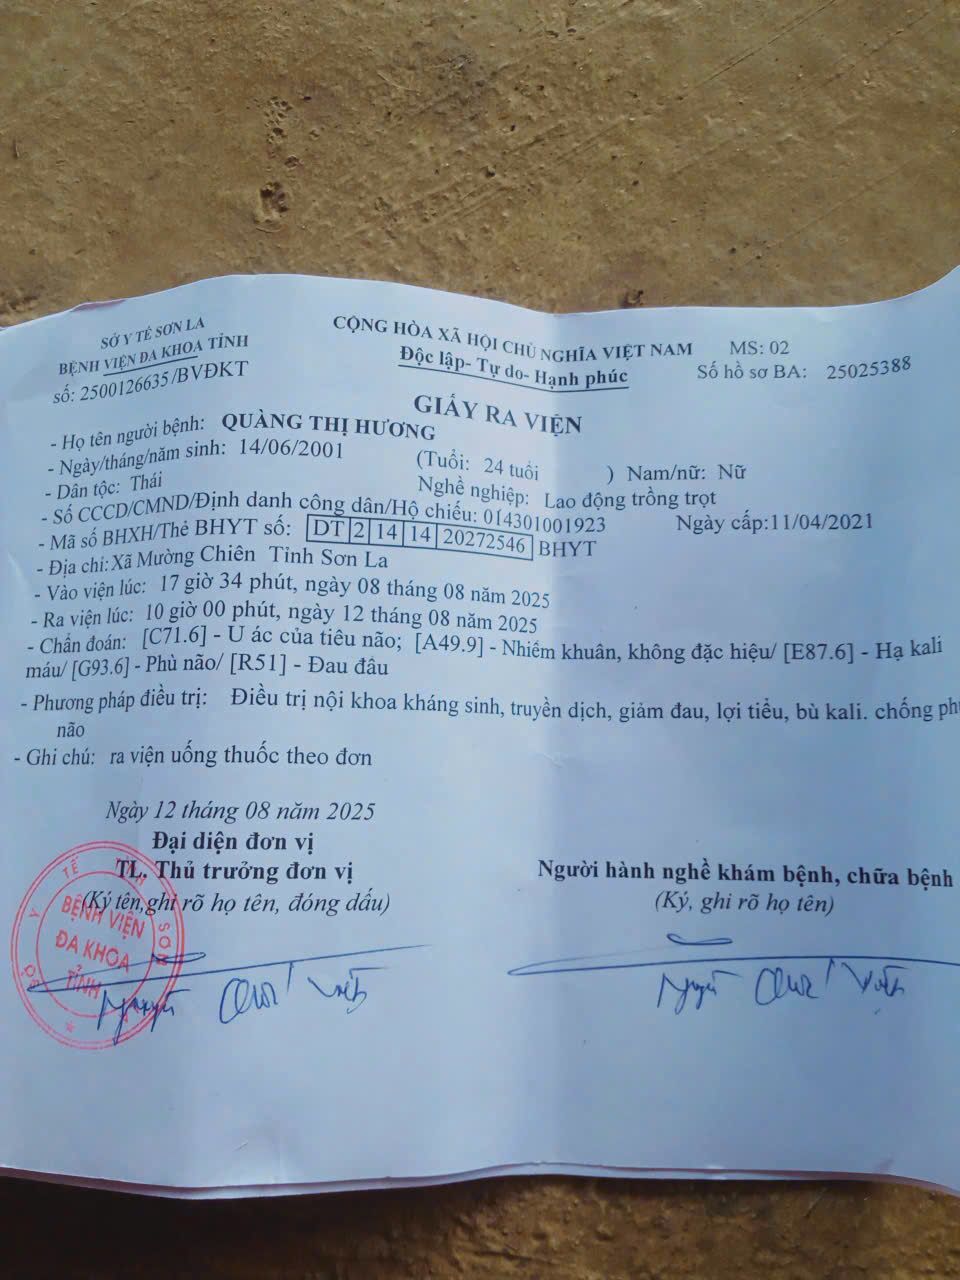 SỞ Y TẾ SƠN LA
BỆNH VIỆN ĐA KHOA TỈNH
số: 2500126635/BVĐKT
CỘNG HÒA XÃ HỘI CHỦ NGHĨA VIỆT NAM
Độc lập- Tự do- Hạnh phúc
MS: 02
Số hồ sơ BA: 25025388
GIẤY RA VIỆN
- Họ tên người bệnh: QUÀNG THỊ HƯƠNG
- Ngày/tháng/năm sinh: 14/06/2001 (Tuổi: 24 tuổi ) Nam/nữ: Nữ
- Dân tộc: Thái Nghề nghiệp: Lao động trồng trọt
- Số CCCD/CMND/Định danh công dân/Hộ chiếu: 014301001923 Ngày cấp:11/04/2021
- Mã số BHXH/Thẻ BHYT số: DT 2 14 14 20272546 BHYT
- Địa chỉ: Xã Mường Chiên Tỉnh Sơn La
- Vào viện lúc: 17 giờ 34 phút, ngày 08 tháng 08 năm 2025
- Ra viện lúc: 10 giờ 00 phút, ngày 12 tháng 08 năm 2025
- Chẩn đoán: [C71.6] - U ác của tiểu não; [A49.9] - Nhiễm khuẩn, không đặc hiệu/ [E87.6] - Hạ kali
máu/ [G93.6] - Phù não/ [R51] - Đau đầu
- Phương pháp điều trị: Điều trị nội khoa kháng sinh, truyền dịch, giảm đau, lợi tiểu, bù kali. chống
não
- Ghi chú: ra viện uống thuốc theo đơn
Ngày 12 tháng 08 năm 2025
Đại diện đơn vị
TL. Thủ trưởng đơn vị
(Ký tên,ghi rõ họ tên, đóng dấu)
Người hành nghề khám bệnh, chữa bệnh
(Ký, ghi rõ họ tên)
BỆNH VIỆN
ĐA KHOA
TỈNH